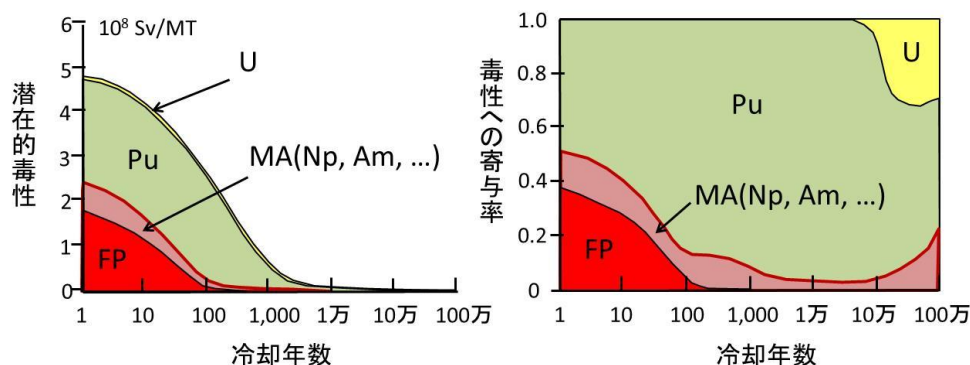 6
5
4
3
2
1
0
10⁸ Sv/MT
潜在的毒性
U
Pu
MA(Np, Am, …)
FP
1
10
100
1,000
1万
10万
100万
冷却年数
1.0
0.8
0.6
0.4
0.2
0
毒性への寄与率
U
Pu
MA(Np, Am, …)
FP
1
10
100
1,000
1万
10万
100万
冷却年数